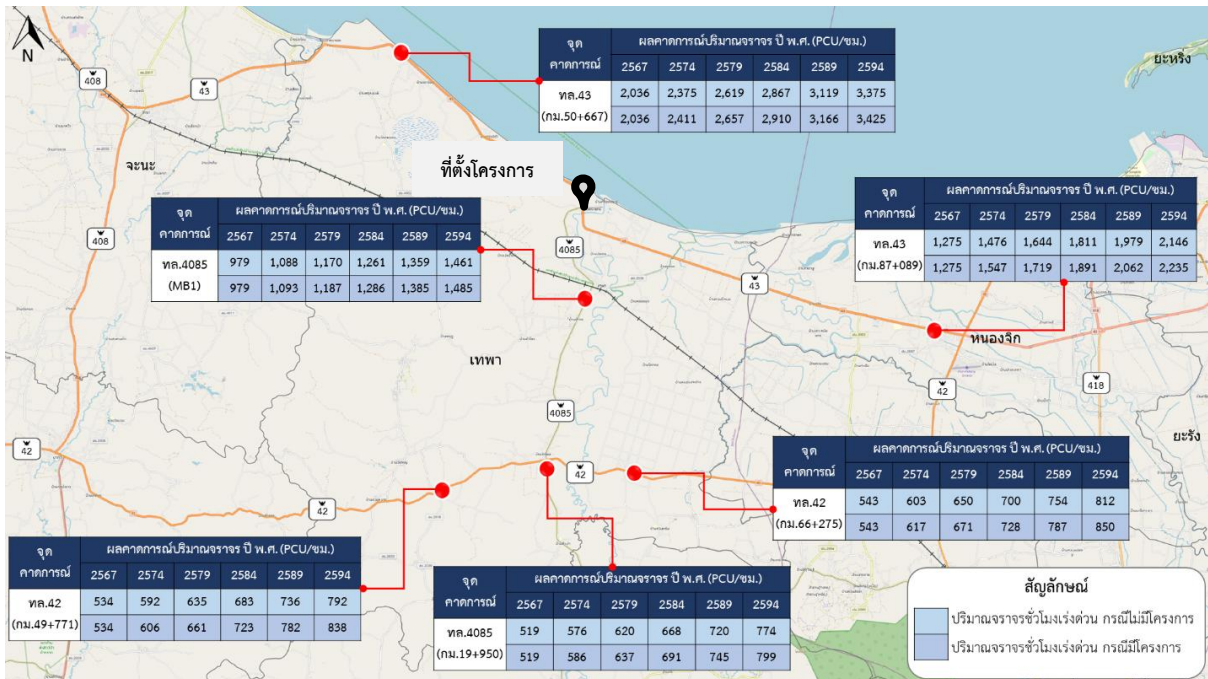 N
จุด
คาดการณ์
ผลคาดการณ์ปริมาณจราจร ปี พ.ศ. (PCU/ชม.)
2567 2574 2579 2584 2589 2594
ทล.43
(กม.50+667)
2,036 2,375 2,619 2,867 3,119 3,375
2,036 2,411 2,657 2,910 3,166 3,425
ยะหริ่ง
408
43
จะนะ
ที่ตั้งโครงการ
จุด
คาดการณ์
ผลคาดการณ์ปริมาณจราจร ปี พ.ศ. (PCU/ชม.)
2567 2574 2579 2584 2589 2594
ทล.43
(กม.87+089)
1,275 1,476 1,644 1,811 1,979 2,146
1,275 1,547 1,719 1,891 2,062 2,235
จุด
คาดการณ์
ผลคาดการณ์ปริมาณจราจร ปี พ.ศ. (PCU/ชม.)
2567 2574 2579 2584 2589 2594
ทล.4085
(MB1)
979 1,088 1,170 1,261 1,359 1,461
979 1,093 1,187 1,286 1,385 1,485
408
4085
43
หนองจิก
เทพา
42
418
4085
ยะรัง
42
42
42
จุด
คาดการณ์
ผลคาดการณ์ปริมาณจราจร ปี พ.ศ. (PCU/ชม.)
2567 2574 2579 2584 2589 2594
ทล.42
(กม.66+275)
543 603 650 700 754 812
543 617 671 728 787 850
จุด
คาดการณ์
ผลคาดการณ์ปริมาณจราจร ปี พ.ศ. (PCU/ชม.)
2567 2574 2579 2584 2589 2594
ทล.42
(กม.49+771)
534 592 635 683 736 792
534 606 661 723 782 838
จุด
คาดการณ์
ผลคาดการณ์ปริมาณจราจร ปี พ.ศ. (PCU/ชม.)
2567 2574 2579 2584 2589 2594
ทล.4085
(กม.19+950)
519 576 620 668 720 774
519 586 637 691 745 799
สัญลักษณ์
ปริมาณจราจรชั่วโมงเร่งด่วน กรณีไม่มีโครงการ
ปริมาณจราจรชั่วโมงเร่งด่วน กรณีมีโครงการ